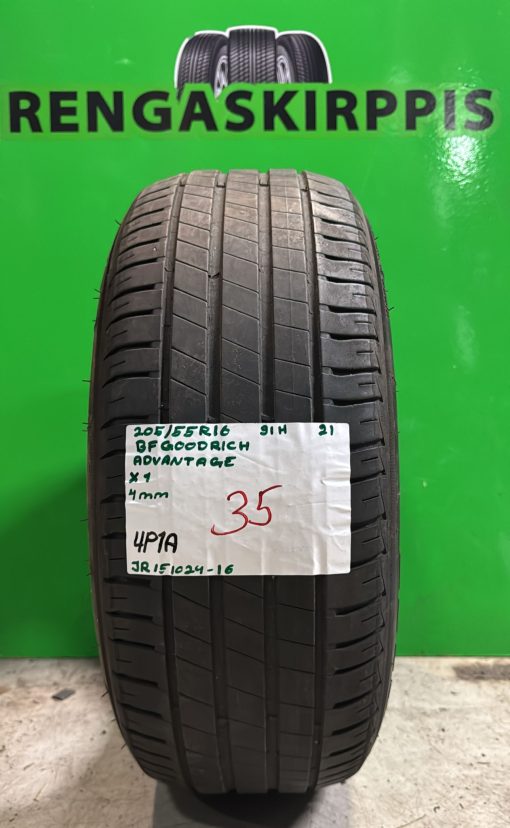 RENGASKIRPPIS
205/55R16 91H 21
BFGOODRICH
ADVANTAGE
X1
4mm
35
4P1A
JR151024-16